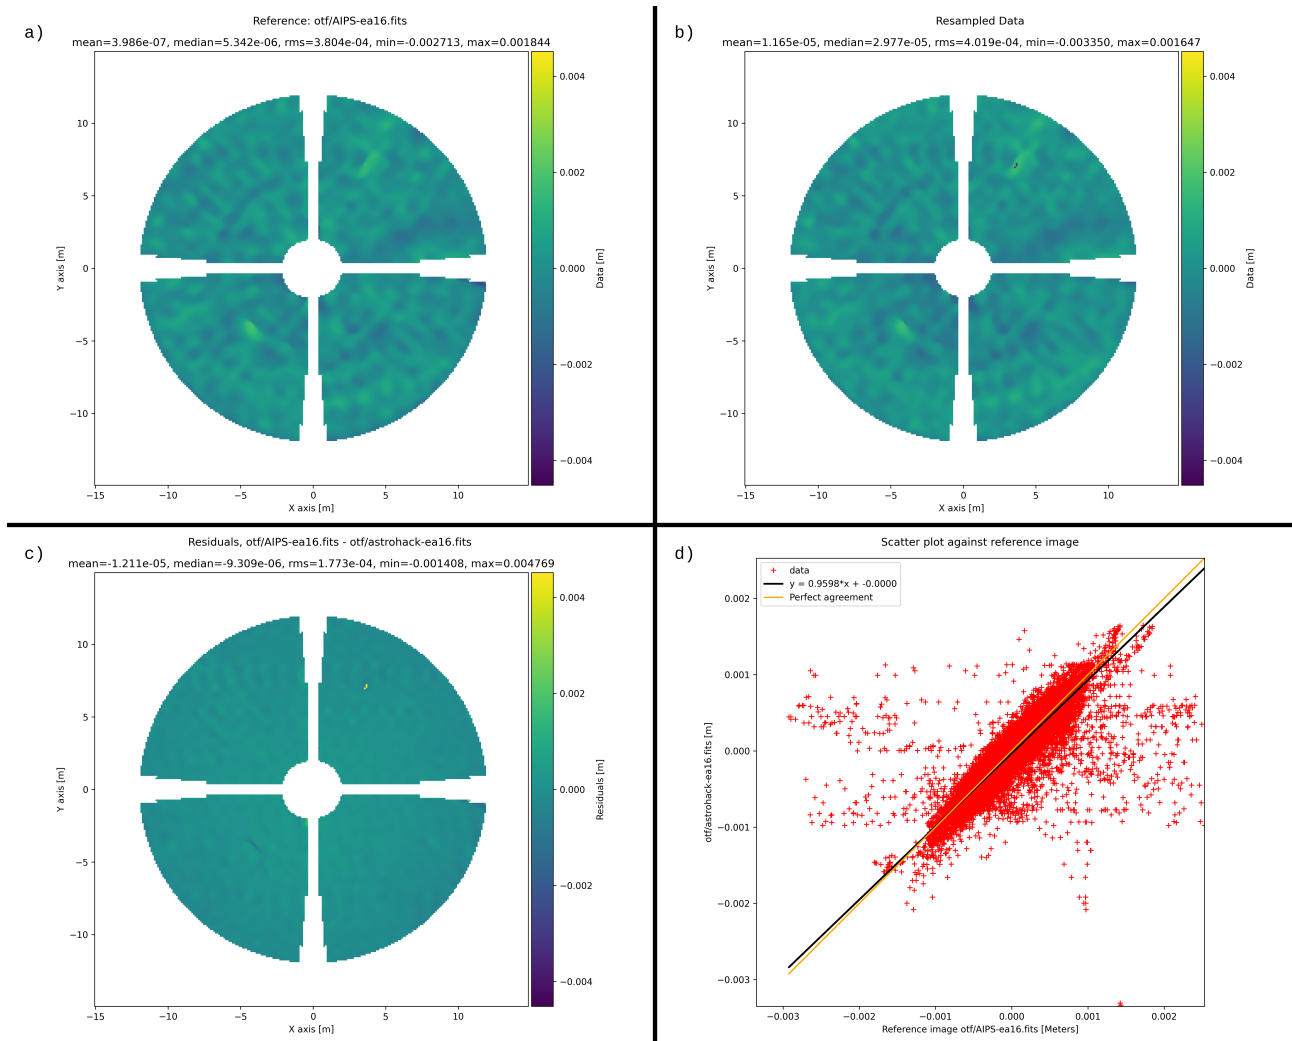 a)
Reference: otf/AIPS-ea16.fits
mean=3.986e-07, median=5.342e-06, rms=3.804e-04, min=-0.002713, max=0.001844
10
5
0
−5
−10
Y axis [m]
−15
−10
−5
0
5
10
X axis [m]
0.004
0.002
0.000
−0.002
−0.004
Data [m]
b)
Resampled Data
mean=1.165e-05, median=2.977e-05, rms=4.019e-04, min=-0.003350, max=0.001647
10
5
0
−5
−10
Y axis [m]
−15
−10
−5
0
5
10
X axis [m]
0.004
0.002
0.000
−0.002
−0.004
Data [m]
c)
Residuals, otf/AIPS-ea16.fits - otf/astrohack-ea16.fits
mean=-1.211e-05, median=-9.309e-06, rms=1.773e-04, min=-0.001408, max=0.004769
10
5
0
−5
−10
Y axis [m]
−15
−10
−5
0
5
10
X axis [m]
0.004
0.002
0.000
−0.002
−0.004
Residuals [m]
d)
Scatter plot against reference image
data
y = 0.9598*x + -0.0000
Perfect agreement
0.002
0.001
0.000
−0.001
−0.002
−0.003
otf/astrohack-ea16.fits [m]
−0.003
−0.002
−0.001
0.000
0.001
0.002
Reference image otf/AIPS-ea16.fits [Meters]